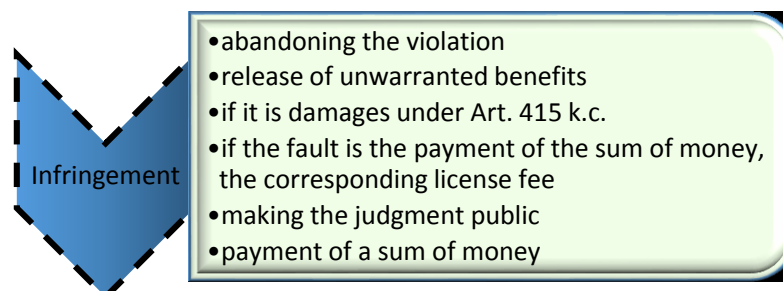 Infringement
•abandoning the violation
•release of unwarranted benefits
•if it is damages under Art. 415 k.c.
•if the fault is the payment of the sum of money,
the corresponding license fee
•making the judgment public
•payment of a sum of money